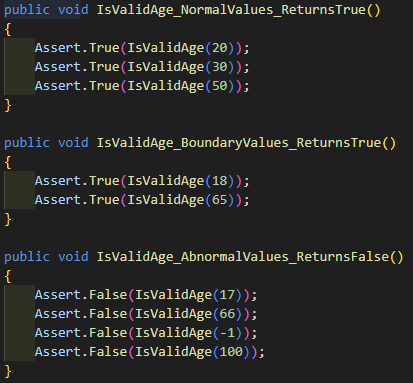 public void IsValidAge_NormalValues_ReturnsTrue()
{
    Assert.True(IsValidAge(20));
    Assert.True(IsValidAge(30));
    Assert.True(IsValidAge(50));
}

public void IsValidAge_BoundaryValues_ReturnsTrue()
{
    Assert.True(IsValidAge(18));
    Assert.True(IsValidAge(65));
}

public void IsValidAge_AbnormalValues_ReturnsFalse()
{
    Assert.False(IsValidAge(17));
    Assert.False(IsValidAge(66));
    Assert.False(IsValidAge(-1));
    Assert.False(IsValidAge(100));
}